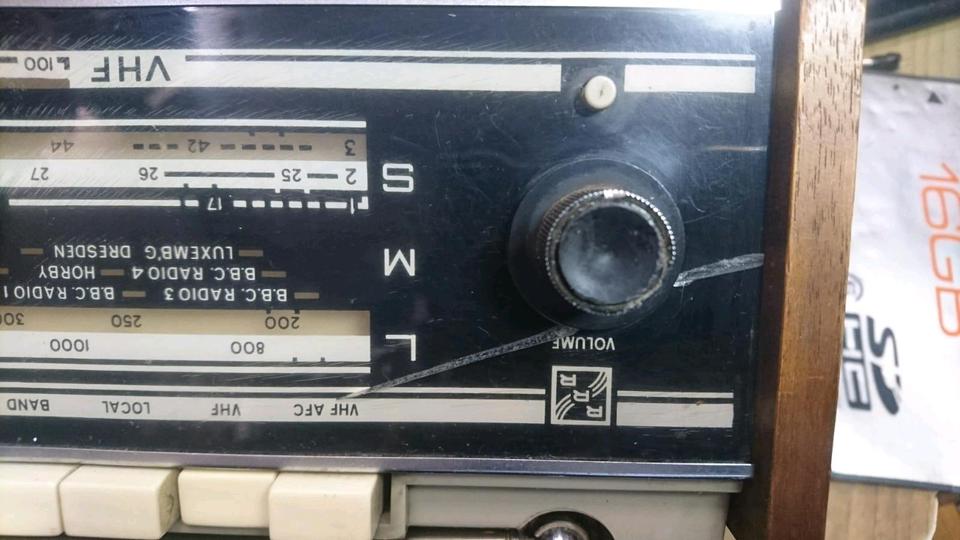 RRR VHF AFC VHF LOCAL BAND
VOLUME
L 800 1000
200 250 300
B.B.C. RADIO 3 B.B.C. RADIO 1
M B.B.C. RADIO 4 HORBY
LUXEMB'G DRESDEN
1 17
S 2 25 26 27
3 42 44
VHF 100
16GB